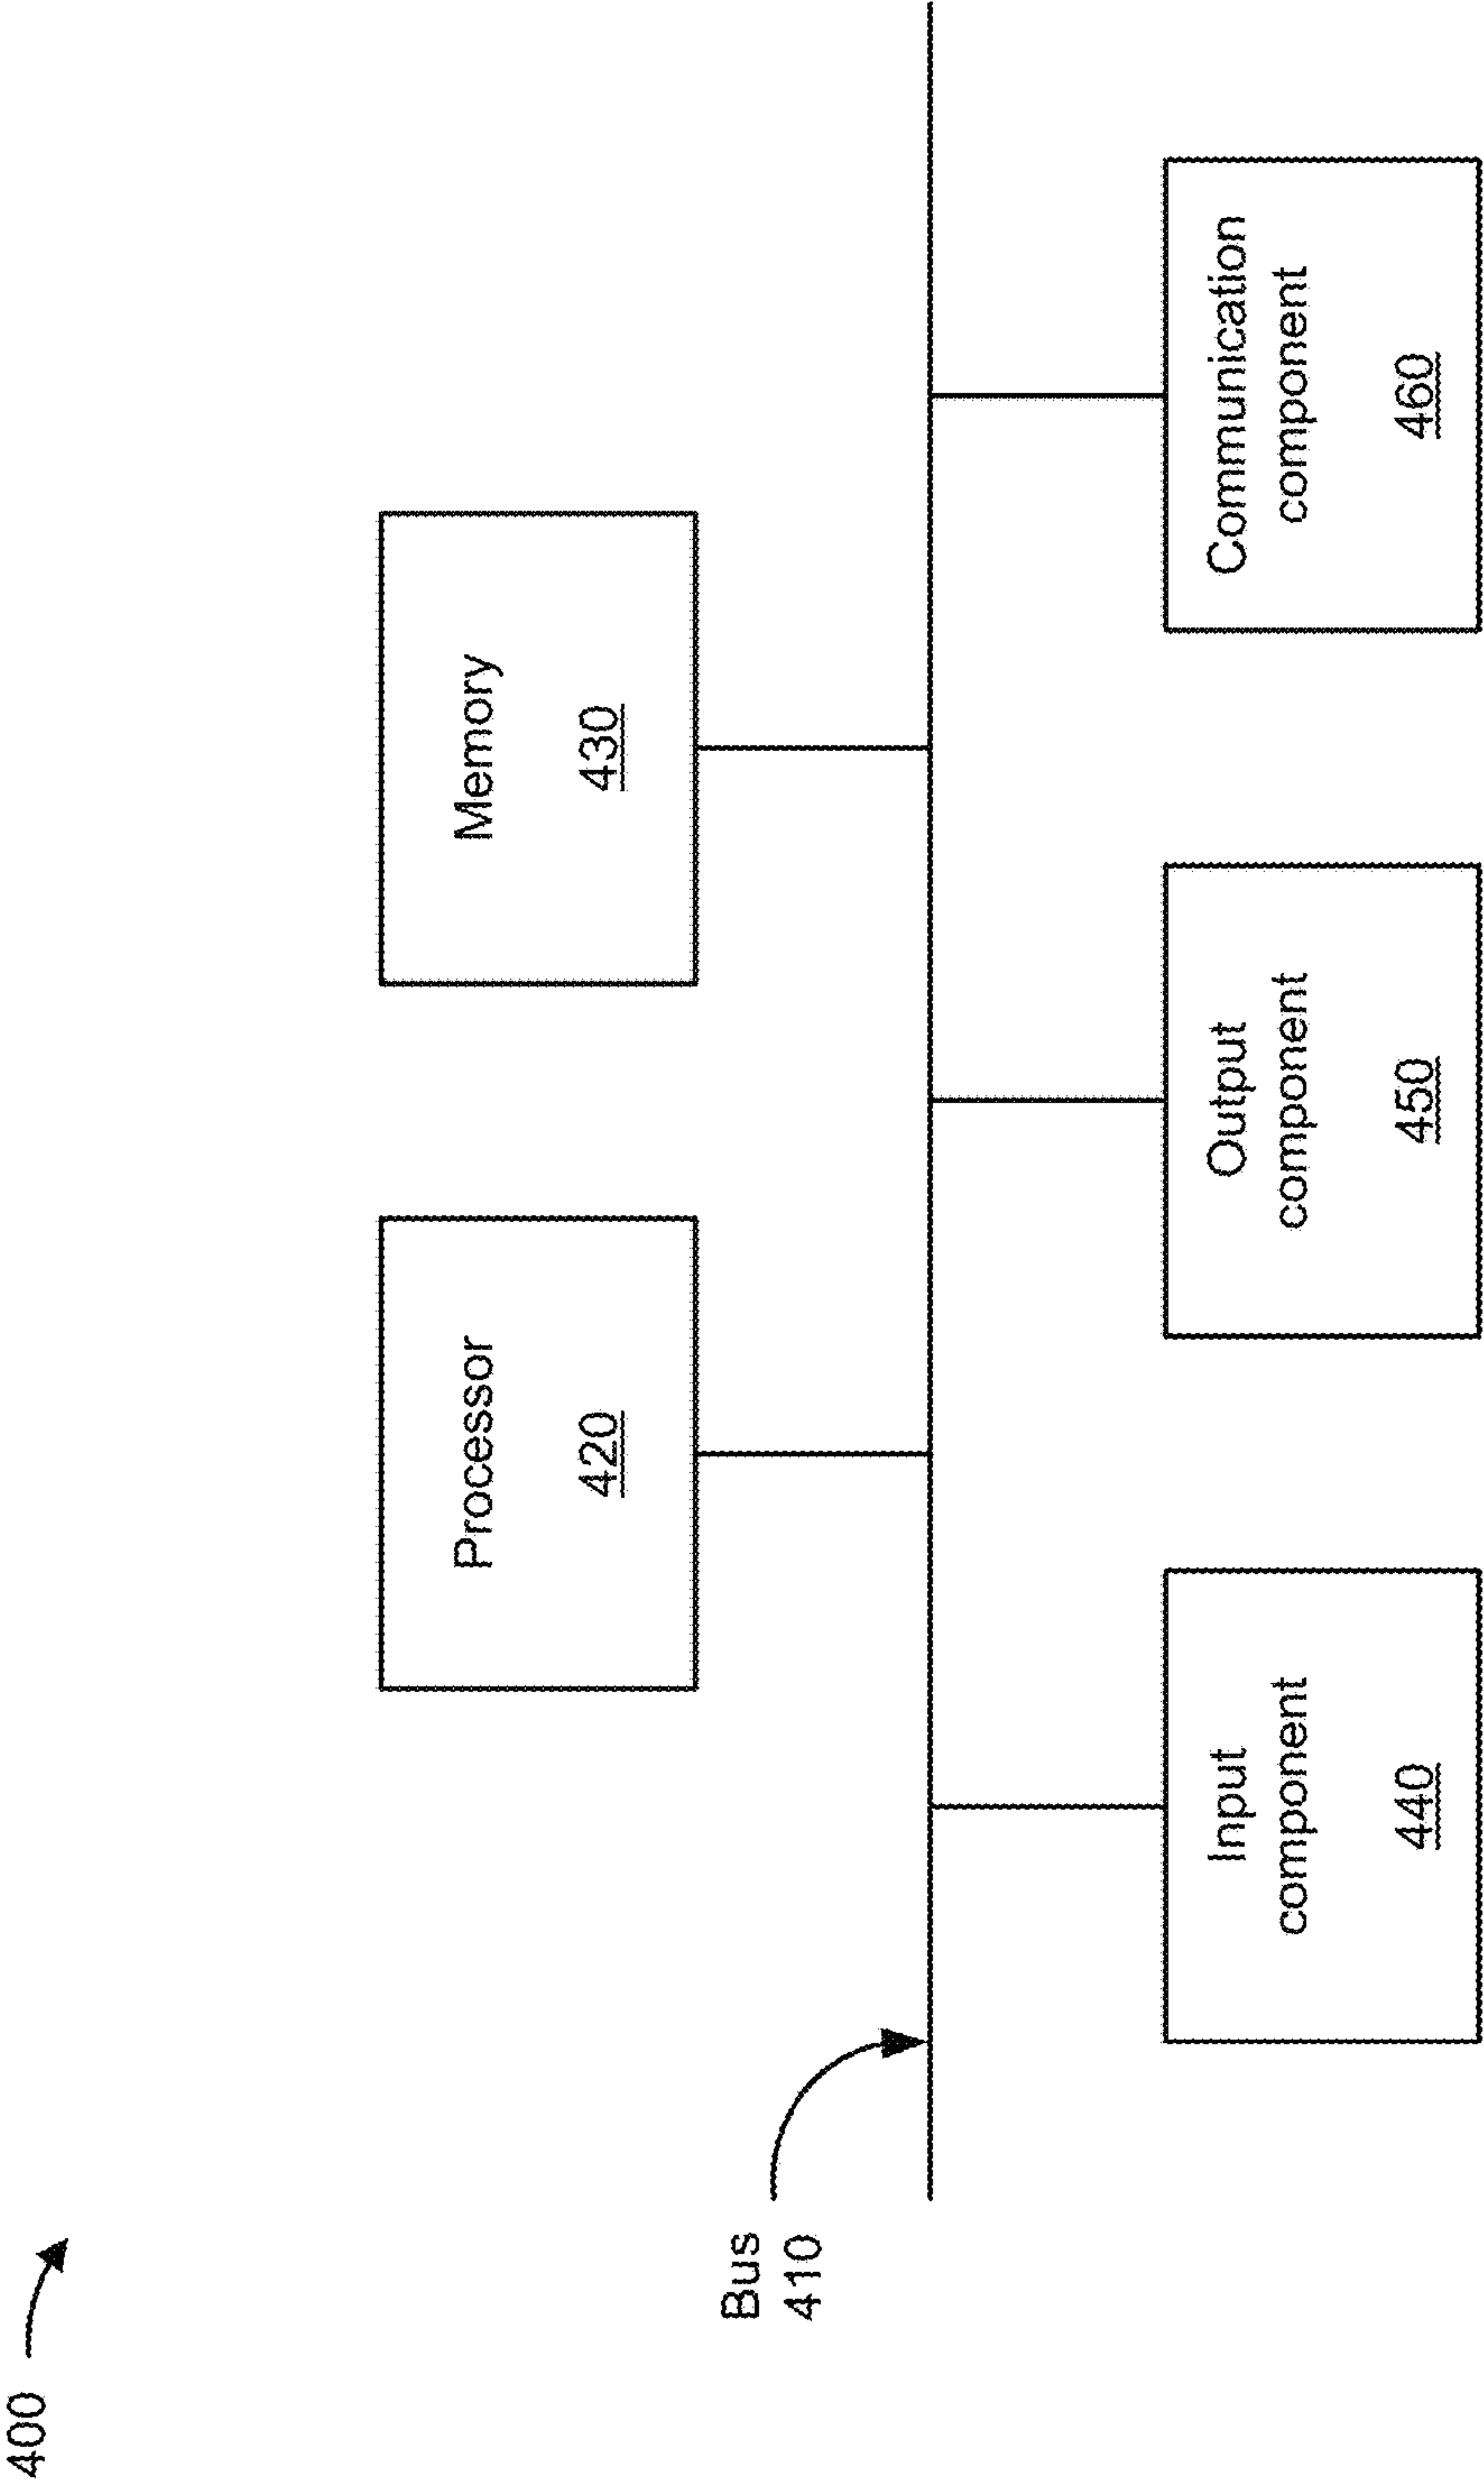 400
Bus
410
Processor
420
Memory
430
Input
component
440
Output
component
450
Communication
component
460